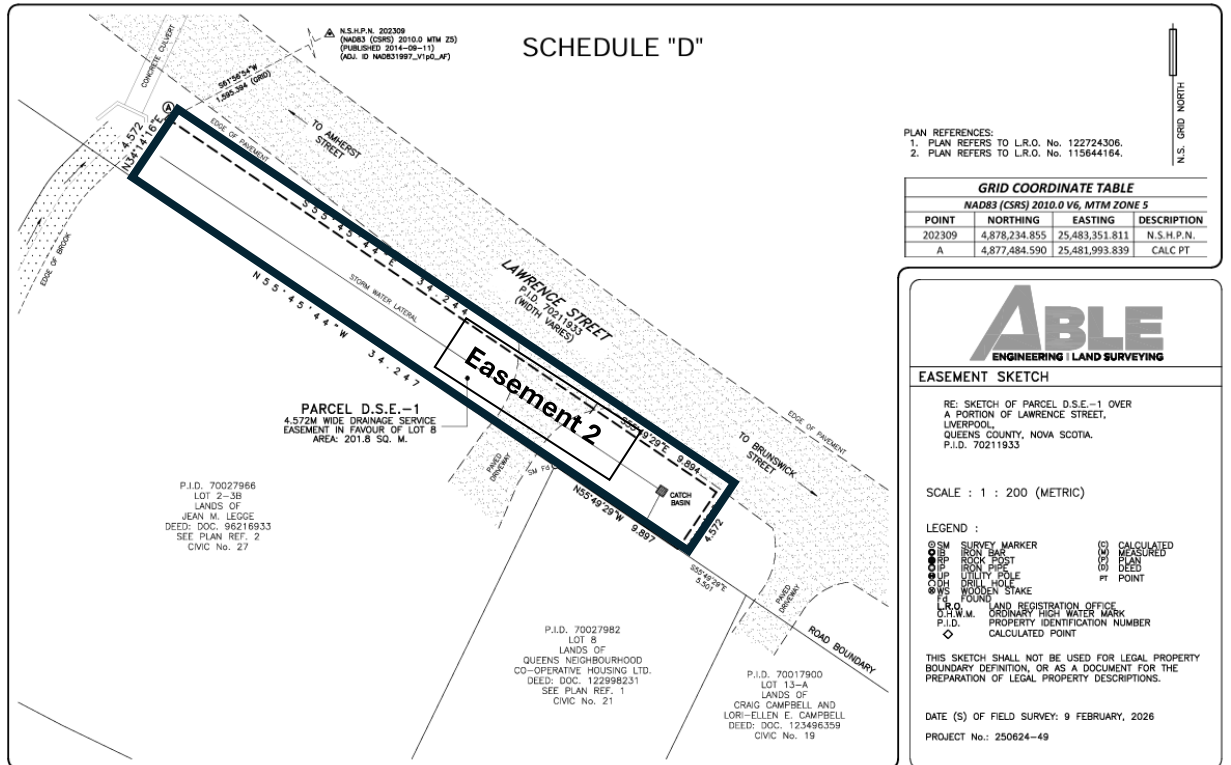 SCHEDULE "D"
N.S.H.P.N. 202309
(NAD83 (CSRS) 2010.0 MTM Z5)
(PUBLISHED 2014-09-11)
(ADJ. ID NAD831997_V1p0_AF)
CONCRETE CULVERT
S61°56'54"W
1,595.394 (GRID)
A
4.572
N34°14'16"E
EDGE OF PAVEMENT
TO AMHERST
STREET
EDGE OF BROOK
S 55°45'44"E 34.244
STORM WATER LATERAL
N 55°45'44"W 34.247
LAWRENCE STREET
P.I.D. 70211933
(WIDTH VARIES)
Easement 2
PARCEL D.S.E.-1
4.572M WIDE DRAINAGE SERVICE
EASEMENT IN FAVOUR OF LOT 8
AREA: 201.8 SQ. M.
S55°49'29"E 9.894
EDGE OF PAVEMENT
TO BRUNSWICK
STREET
PAVED
DRIVEWAY
SM Fd
CATCH
BASIN
N55°49'29"W 9.897
4.572
S55°49'29"E
5.501
PAVED
DRIVEWAY
ROAD BOUNDARY
P.I.D. 70027966
LOT 2-3B
LANDS OF
JEAN M. LEGGE
DEED: DOC. 96216933
SEE PLAN REF. 2
CIVIC No. 27
P.I.D. 70027982
LOT 8
LANDS OF
QUEENS NEIGHBOURHOOD
CO-OPERATIVE HOUSING LTD.
DEED: DOC. 122998231
SEE PLAN REF. 1
CIVIC No. 21
P.I.D. 70017900
LOT 13-A
LANDS OF
CRAIG CAMPBELL AND
LORI-ELLEN E. CAMPBELL
DEED: DOC. 123496359
CIVIC No. 19
N.S. GRID NORTH
PLAN REFERENCES:
1. PLAN REFERS TO L.R.O. No. 122724306.
2. PLAN REFERS TO L.R.O. No. 115644164.
GRID COORDINATE TABLE
NAD83 (CSRS) 2010.0 V6, MTM ZONE 5
POINT NORTHING EASTING DESCRIPTION
202309 4,878,234.855 25,483,351.811 N.S.H.P.N.
A 4,877,484.590 25,481,993.839 CALC PT
ABLE
ENGINEERING | LAND SURVEYING
EASEMENT SKETCH
RE: SKETCH OF PARCEL D.S.E.-1 OVER
A PORTION OF LAWRENCE STREET,
LIVERPOOL,
QUEENS COUNTY, NOVA SCOTIA.
P.I.D. 70211933
SCALE : 1 : 200 (METRIC)
LEGEND :
SM SURVEY MARKER (C) CALCULATED
IB IRON BAR (M) MEASURED
RP ROCK POST (P) PLAN
IP IRON PIPE (D) DEED
UP UTILITY POLE PT POINT
DH DRILL HOLE
WS WOODEN STAKE
Fd FOUND
L.R.O. LAND REGISTRATION OFFICE
O.H.W.M. ORDINARY HIGH WATER MARK
P.I.D. PROPERTY IDENTIFICATION NUMBER
CALCULATED POINT
THIS SKETCH SHALL NOT BE USED FOR LEGAL PROPERTY
BOUNDARY DEFINITION, OR AS A DOCUMENT FOR THE
PREPARATION OF LEGAL PROPERTY DESCRIPTIONS.
DATE (S) OF FIELD SURVEY: 9 FEBRUARY, 2026
PROJECT No.: 250624-49